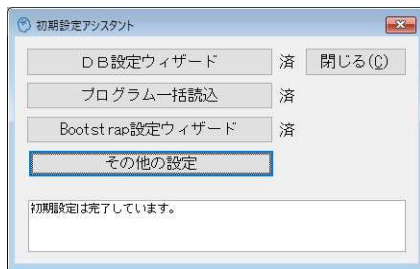 初期設定アシスタント
DB設定ウィザード 済 閉じる(C)
プログラム一括読込 済
Bootstrap設定ウィザード 済
その他の設定
初期設定は完了しています。